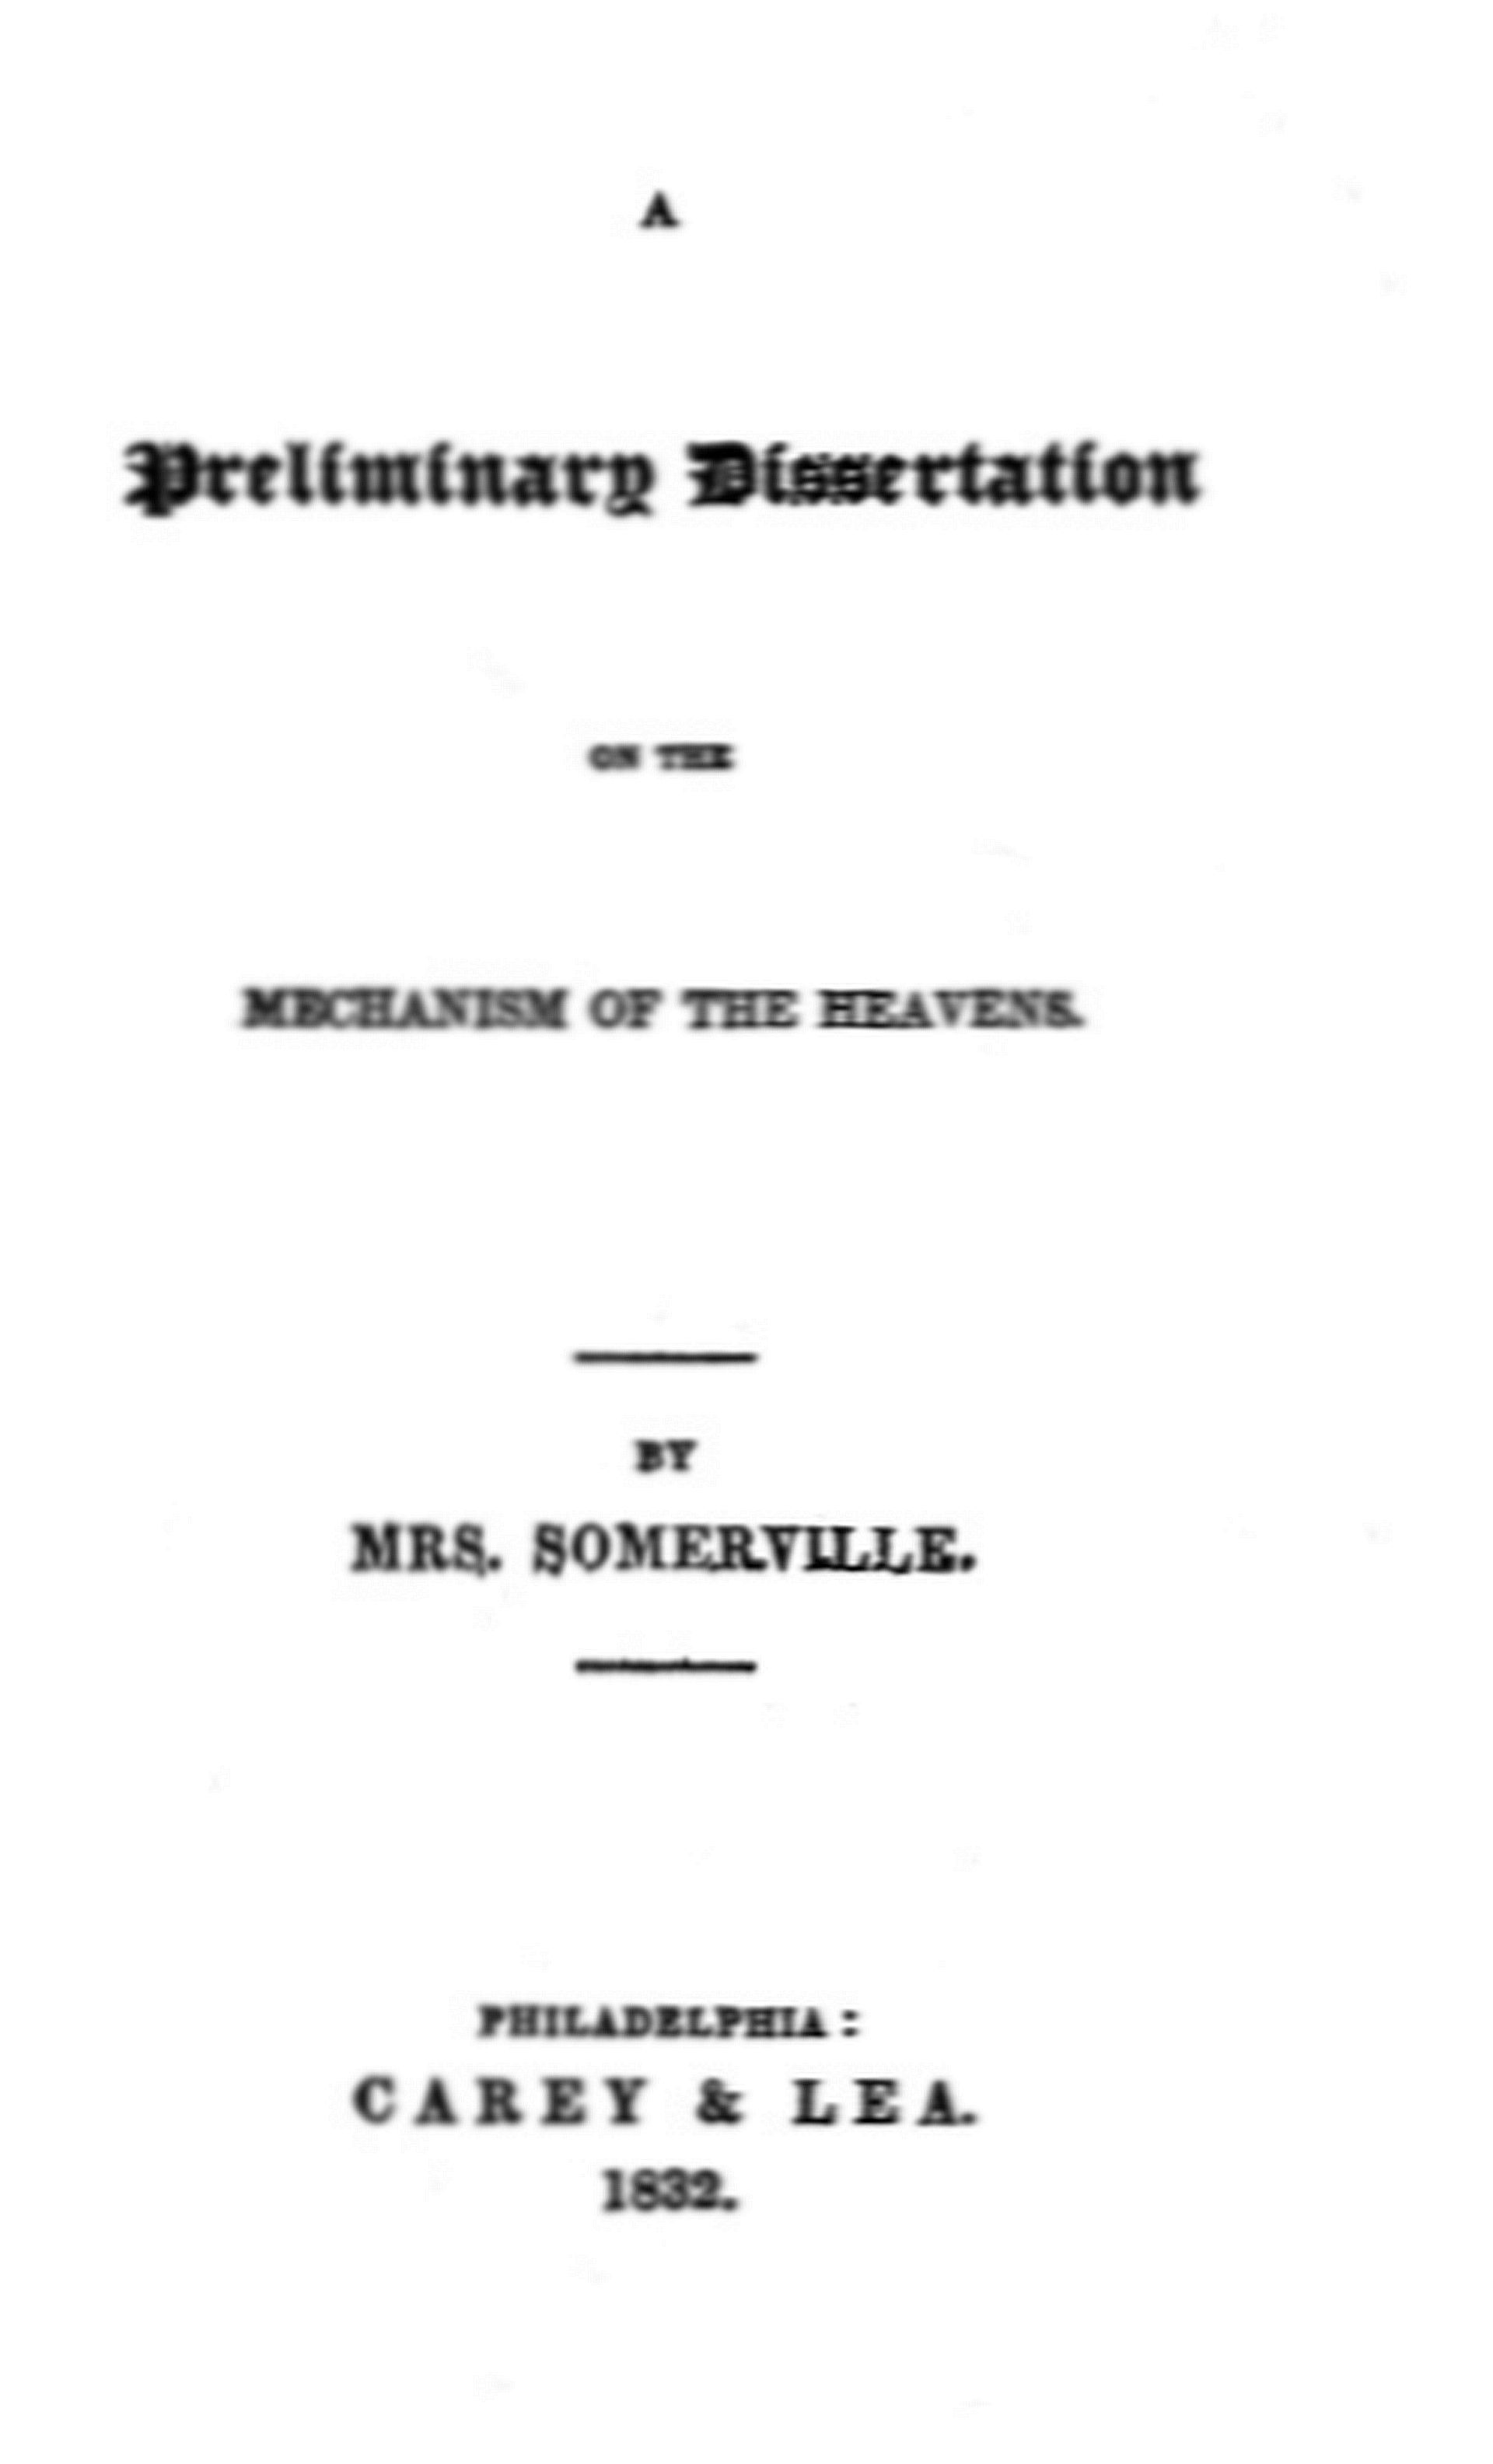 A
Preliminary Dissertation
ON THE
MECHANISM OF THE HEAVENS.
BY
MRS. SOMERVILLE.
PHILADELPHIA:
CAREY & LEA.
1832.